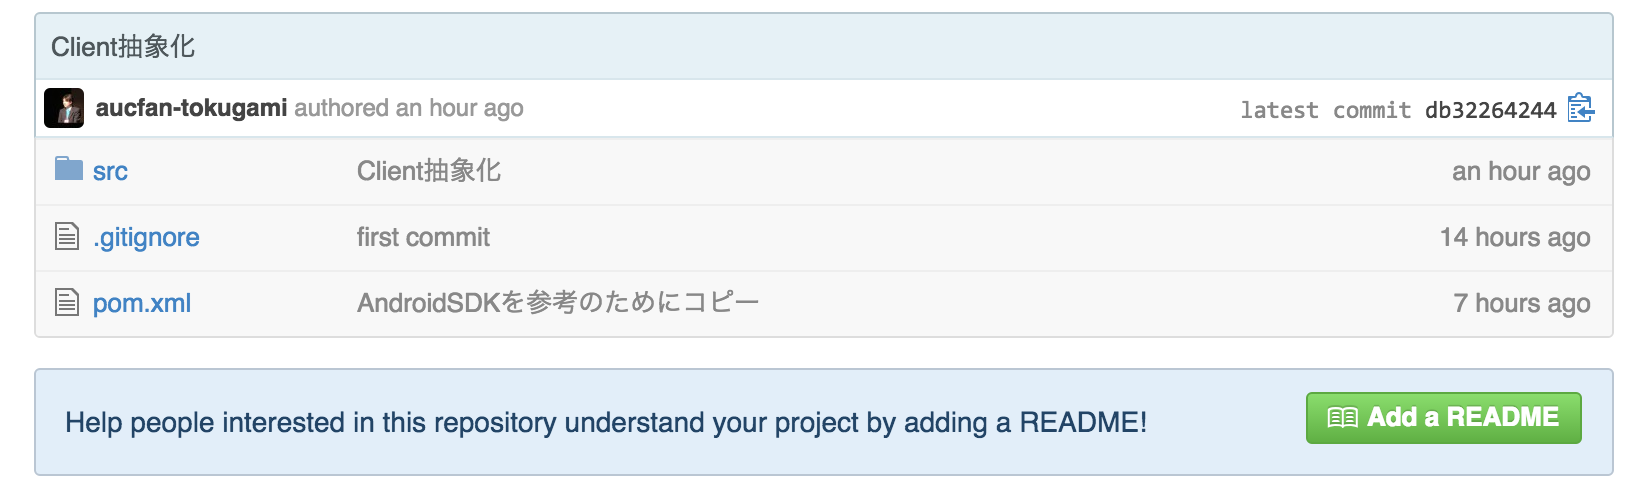 Client抽象化
aucfan-tokugami authored an hour ago latest commit db32264244
src Client抽象化 an hour ago
.gitignore first commit 14 hours ago
pom.xml AndroidSDKを参考のためにコピー 7 hours ago
Help people interested in this repository understand your project by adding a README! Add a README